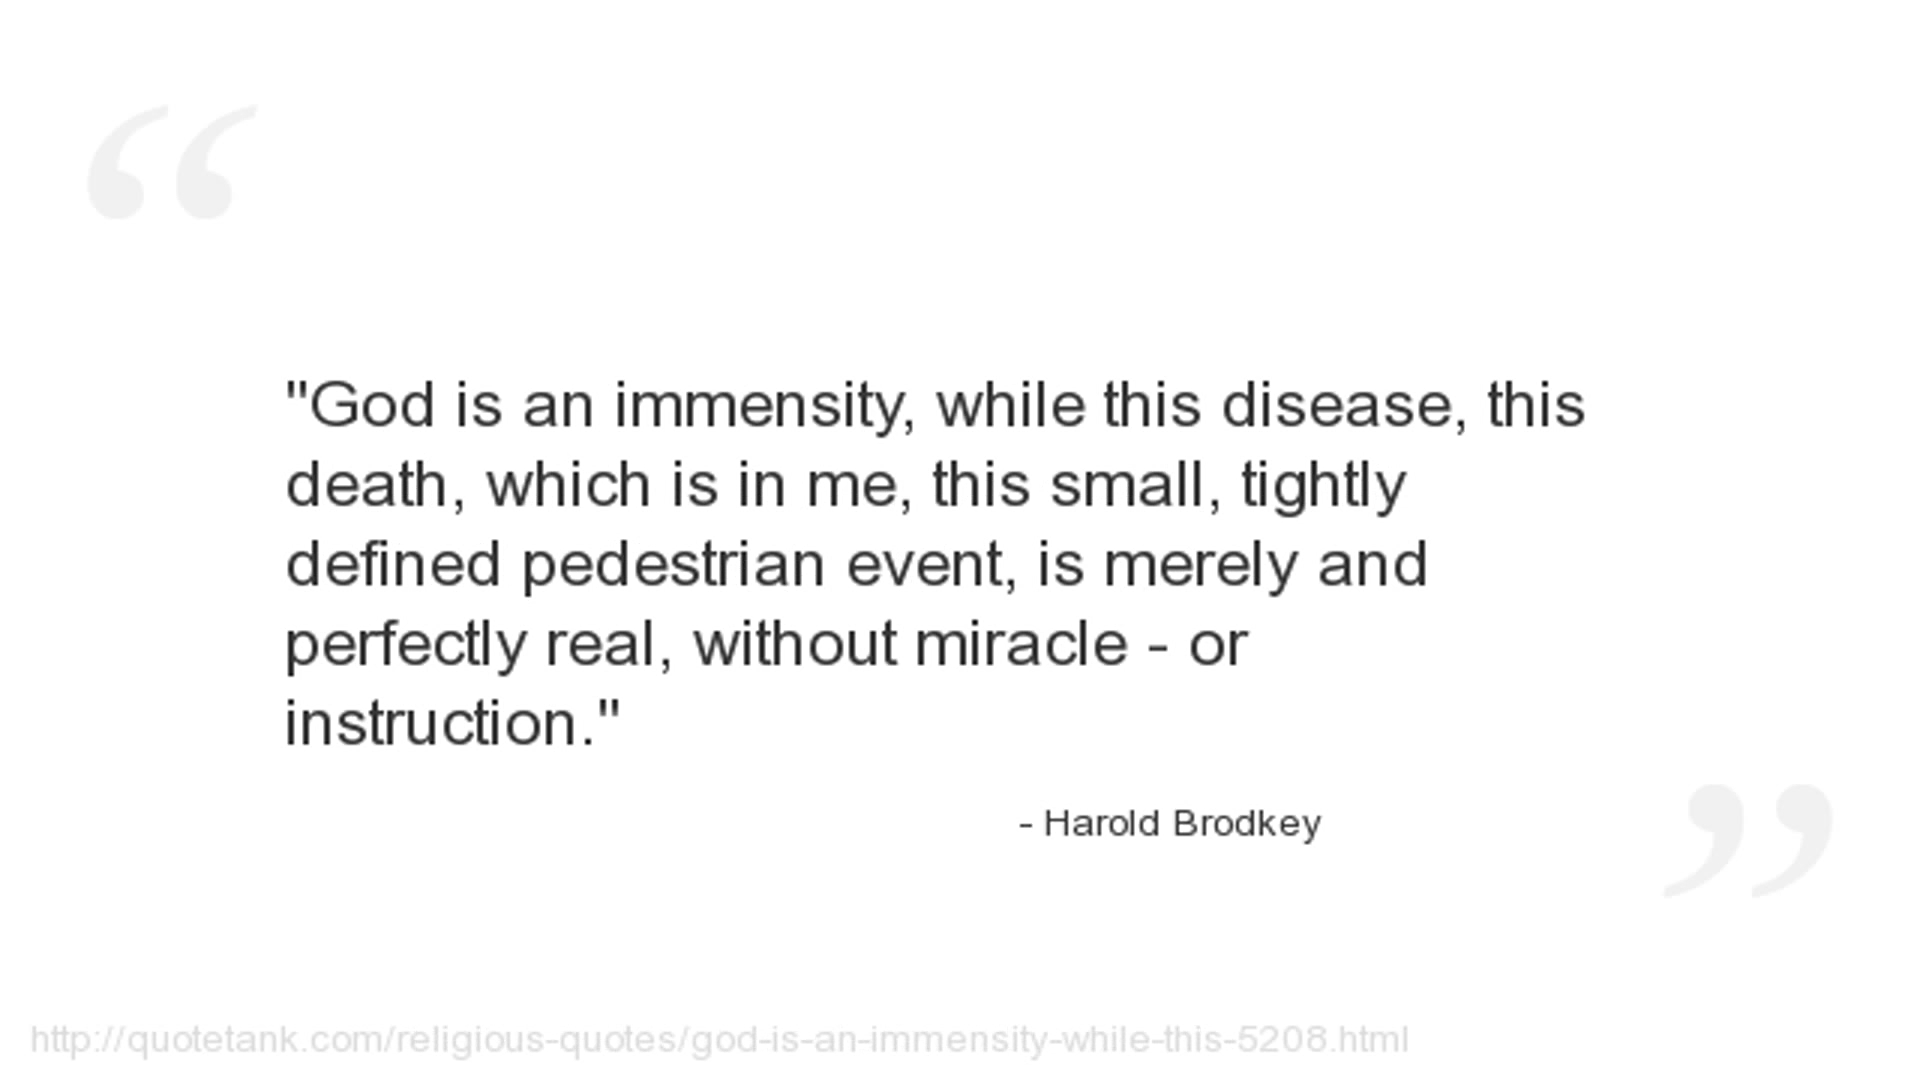 "God is an immensity, while this disease, this
death, which is in me, this small, tightly
defined pedestrian event, is merely and
perfectly real, without miracle - or
instruction."
- Harold Brodkey
http://quotetank.com/religious-quotes/god-is-an-immensity-while-this-5208.html